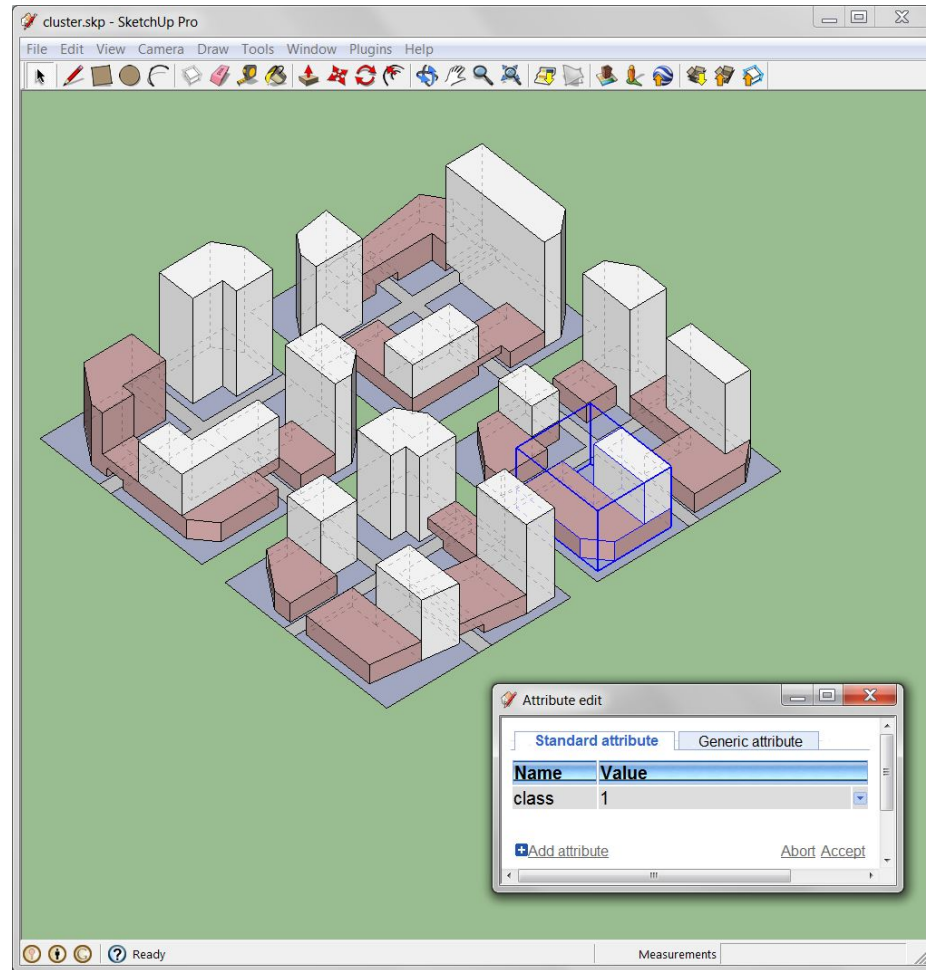 cluster.skp - SketchUp Pro
File Edit View Camera Draw Tools Window Plugins Help
Attribute edit
Standard attribute Generic attribute
Name Value
class 1
Add attribute Abort Accept
Ready Measurements